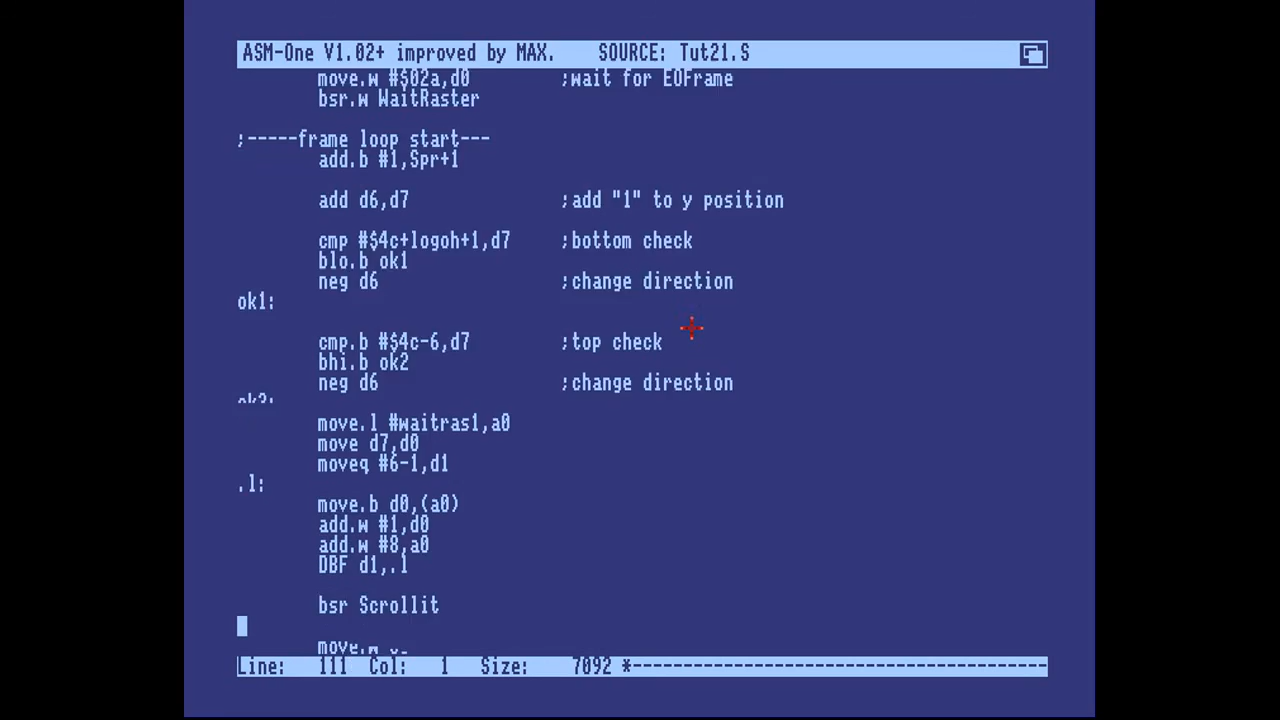 ASM-One V1.02+ improved by MAX. SOURCE: Tut21.S
move.w #$02a,d0 ;wait for EOFrame
bsr.w WaitRaster
;-----frame loop start---
add.b #1,Spr+1
add d6,d7 ;add "1" to y position
cmp #$4c+logoh+1,d7 ;bottom check
blo.b ok1
neg d6 ;change direction
ok1:
cmp.b #$4c-6,d7 ;top check
bhi.b ok2
neg d6 ;change direction
ok2:
move.l #waitras1,a0
move d7,d0
moveq #6-1,d1
.l:
move.b d0,(a0)
add.w #1,d0
add.w #8,a0
DBF d1,.l
bsr Scrollit
move.w
Line: 111 Col: 1 Size: 7092 *-----------------------------------------